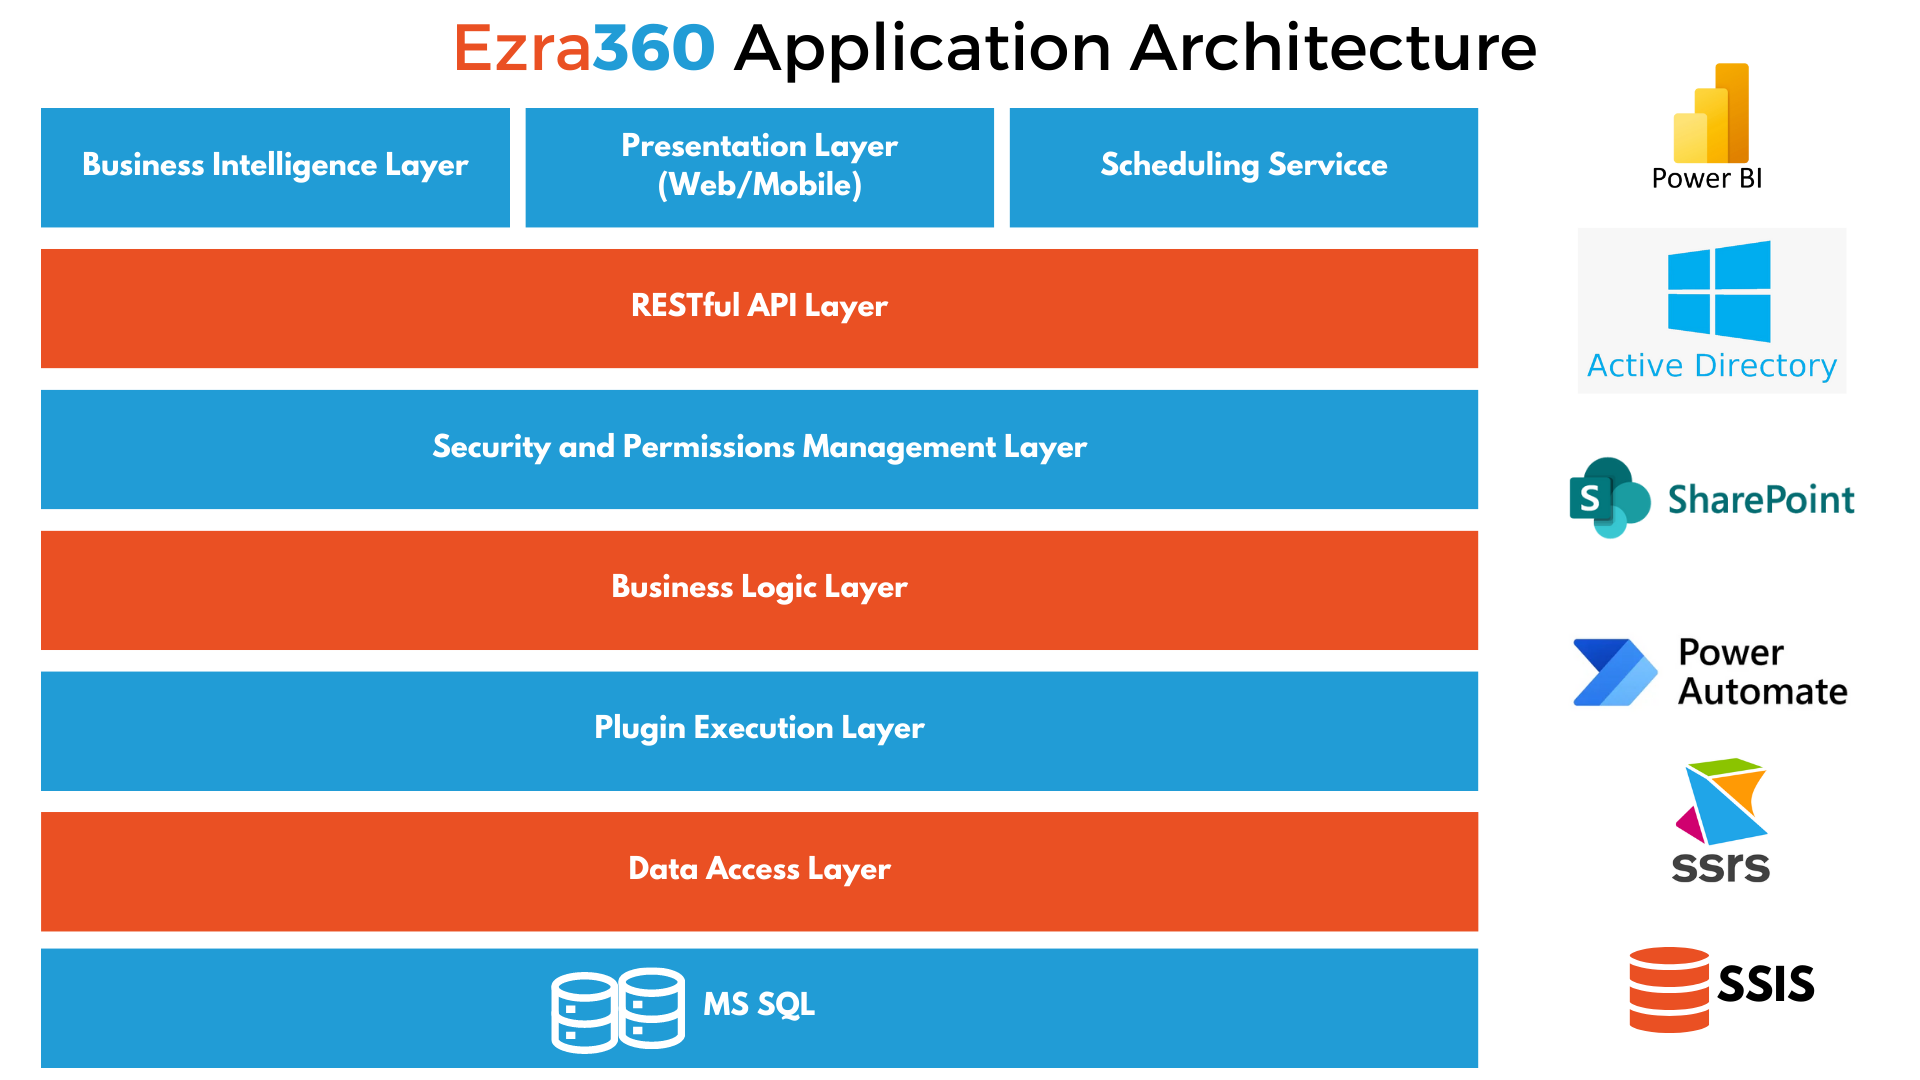 Ezra360 Application Architecture
Business Intelligence Layer
Presentation Layer
(Web/Mobile)
Scheduling Servicce
RESTful API Layer
Security and Permissions Management Layer
Business Logic Layer
Plugin Execution Layer
Data Access Layer
MS SQL
Power BI
Active Directory
S SharePoint
Power
Automate
ssrs
SSIS